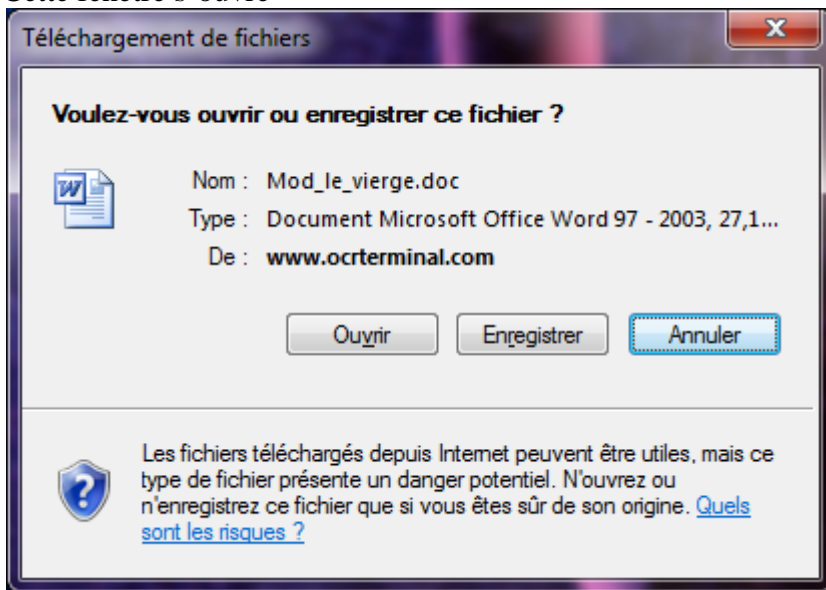 Cette fenêtre s'ouvre
Téléchargement de fichiers
Voulez-vous ouvrir ou enregistrer ce fichier ?
Nom : Mod_le_vierge.doc
Type : Document Microsoft Office Word 97 - 2003, 27,1...
De : www.ocrterminal.com
Ouvrir Enregistrer Annuler
Les fichiers téléchargés depuis Internet peuvent être utiles, mais ce
type de fichier présente un danger potentiel. N'ouvrez ou
n'enregistrez ce fichier que si vous êtes sûr de son origine. Quels
sont les risques ?